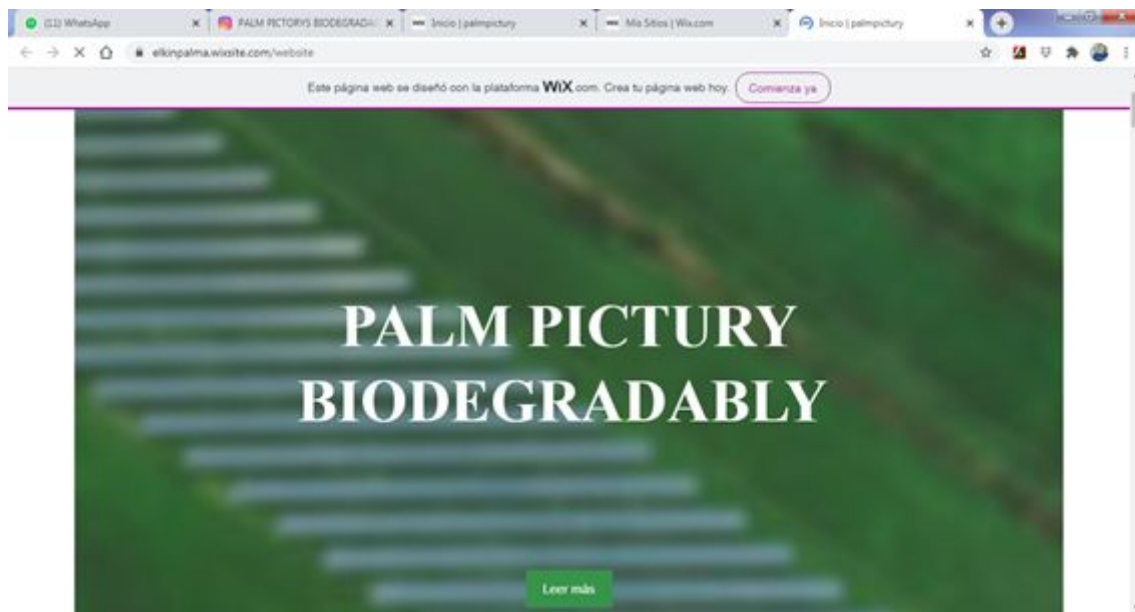 (11) WhatsApp
PALM PICTORYS BIODEGRADA
Inicio | palmpictury
Mis Sitios | Wix.com
Inicio | palmpictury
elkinpalma.wixsite.com/website
Este página web se diseñó con la plataforma WiX.com. Crea tu página web hoy.
Comienza ya
PALM PICTURY
BIODEGRADABLY
Leer más